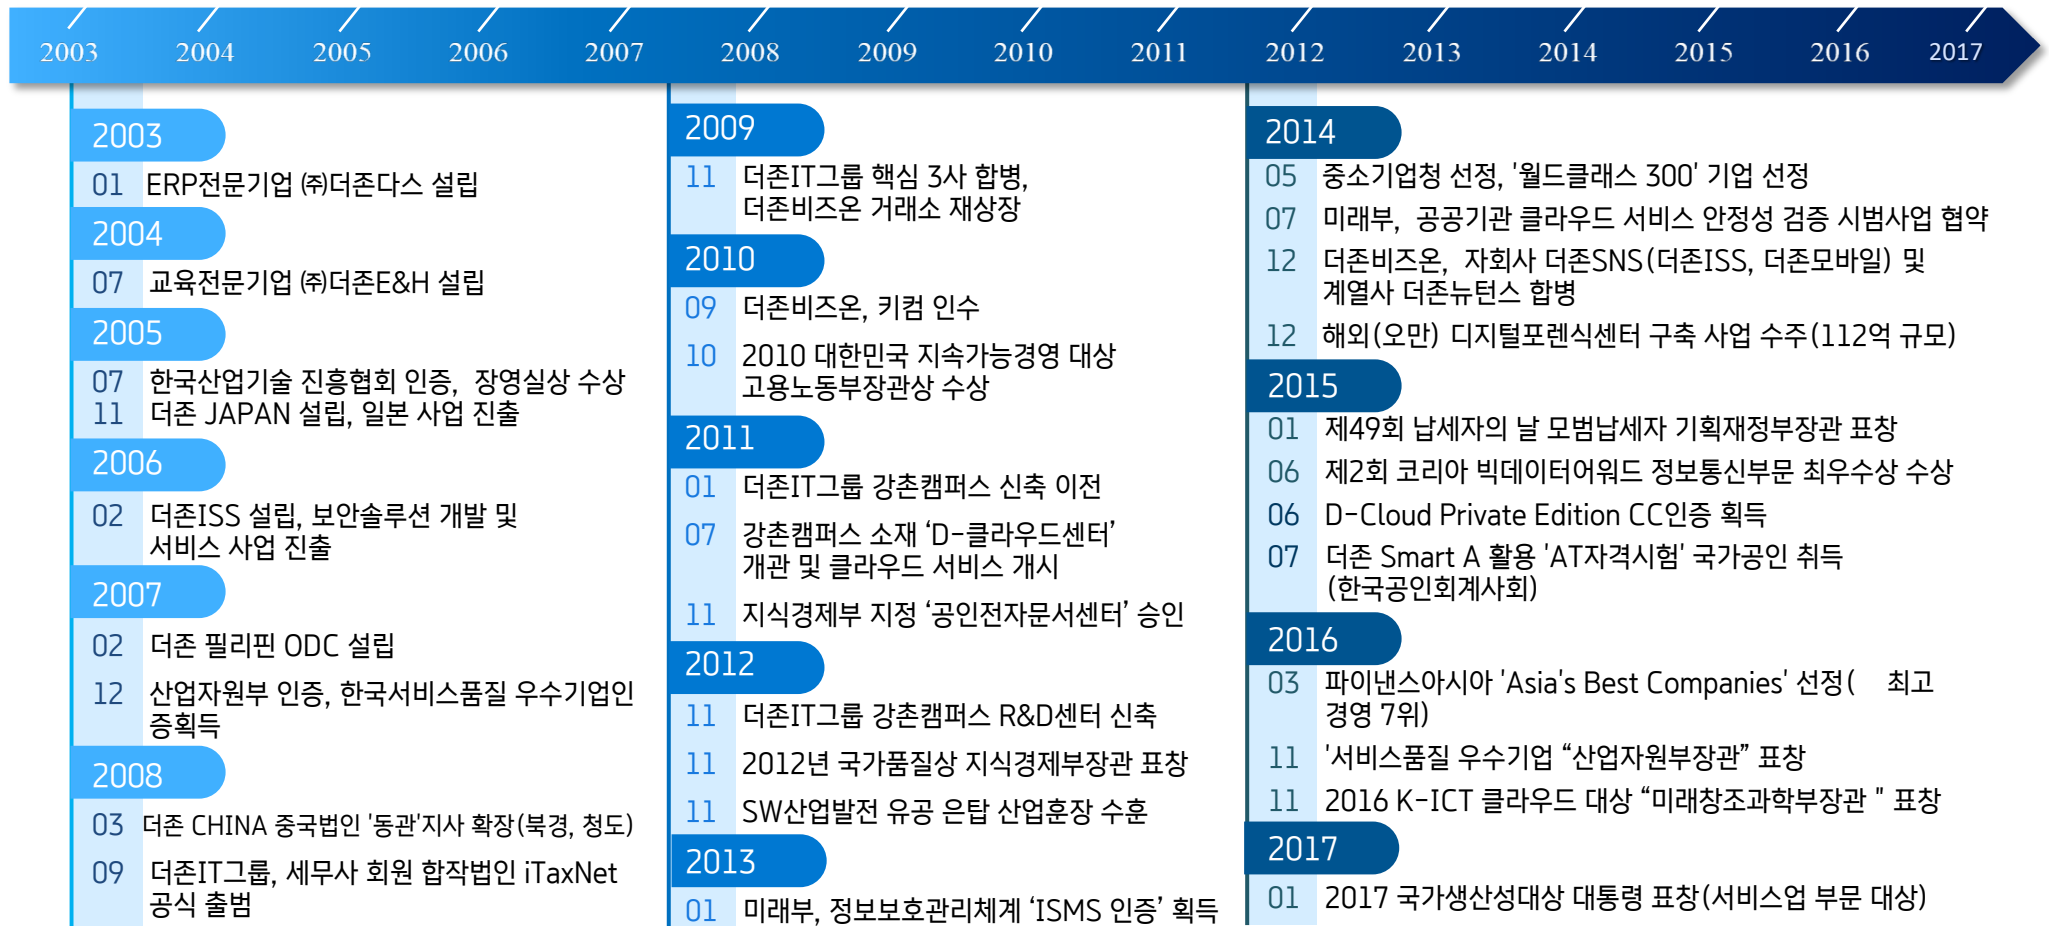 2003 2004 2005 2006 2007 2008 2009 2010 2011 2012 2013 2014 2015 2016 2017
2003
01 ERP전문기업 ㈜더존다스 설립
2004
07 교육전문기업 ㈜더존E&H 설립
2005
07 한국산업기술 진흥협회 인증, 장영실상 수상
11 더존 JAPAN 설립, 일본 사업 진출
2006
02 더존ISS 설립, 보안솔루션 개발 및
서비스 사업 진출
2007
02 더존 필리핀 ODC 설립
12 산업자원부 인증, 한국서비스품질 우수기업인
증획득
2008
03 더존 CHINA 중국법인 '동관'지사 확장(북경, 청도)
09 더존IT그룹, 세무사 회원 합작법인 iTaxNet
공식 출범
2009
11 더존IT그룹 핵심 3사 합병,
더존비즈온 거래소 재상장
2010
09 더존비즈온, 키컴 인수
10 2010 대한민국 지속가능경영 대상
고용노동부장관상 수상
2011
01 더존IT그룹 강촌캠퍼스 신축 이전
07 강촌캠퍼스 소재 ‘D-클라우드센터’
개관 및 클라우드 서비스 개시
11 지식경제부 지정 ‘공인전자문서센터’ 승인
2012
11 더존IT그룹 강촌캠퍼스 R&D센터 신축
11 2012년 국가품질상 지식경제부장관 표창
11 SW산업발전 유공 은탑 산업훈장 수훈
2013
01 미래부, 정보보호관리체계 ‘ISMS 인증’ 획득
2014
05 중소기업청 선정, '월드클래스 300' 기업 선정
07 미래부, 공공기관 클라우드 서비스 안정성 검증 시범사업 협약
12 더존비즈온, 자회사 더존SNS(더존ISS, 더존모바일) 및
계열사 더존뉴턴스 합병
12 해외(오만) 디지털포렌식센터 구축 사업 수주(112억 규모)
2015
01 제49회 납세자의 날 모범납세자 기획재정부장관 표창
06 제2회 코리아 빅데이터어워드 정보통신부문 최우수상 수상
06 D-Cloud Private Edition CC인증 획득
07 더존 Smart A 활용 'AT자격시험' 국가공인 취득
(한국공인회계사회)
2016
03 파이낸스아시아 'Asia's Best Companies' 선정( 최고
경영 7위)
11 '서비스품질 우수기업 “산업자원부장관” 표창
11 2016 K-ICT 클라우드 대상 “미래창조과학부장관 " 표창
2017
01 2017 국가생산성대상 대통령 표창(서비스업 부문 대상)